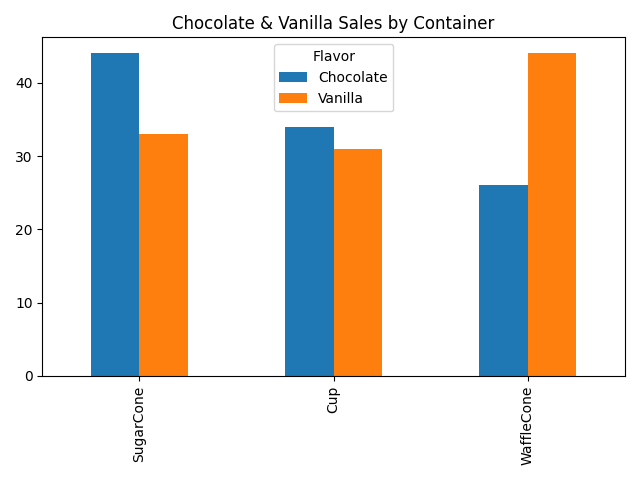 Chocolate & Vanilla Sales by Container
Flavor
Chocolate
Vanilla
40
30
20
10
0
SugarCone
Cup
WaffleCone